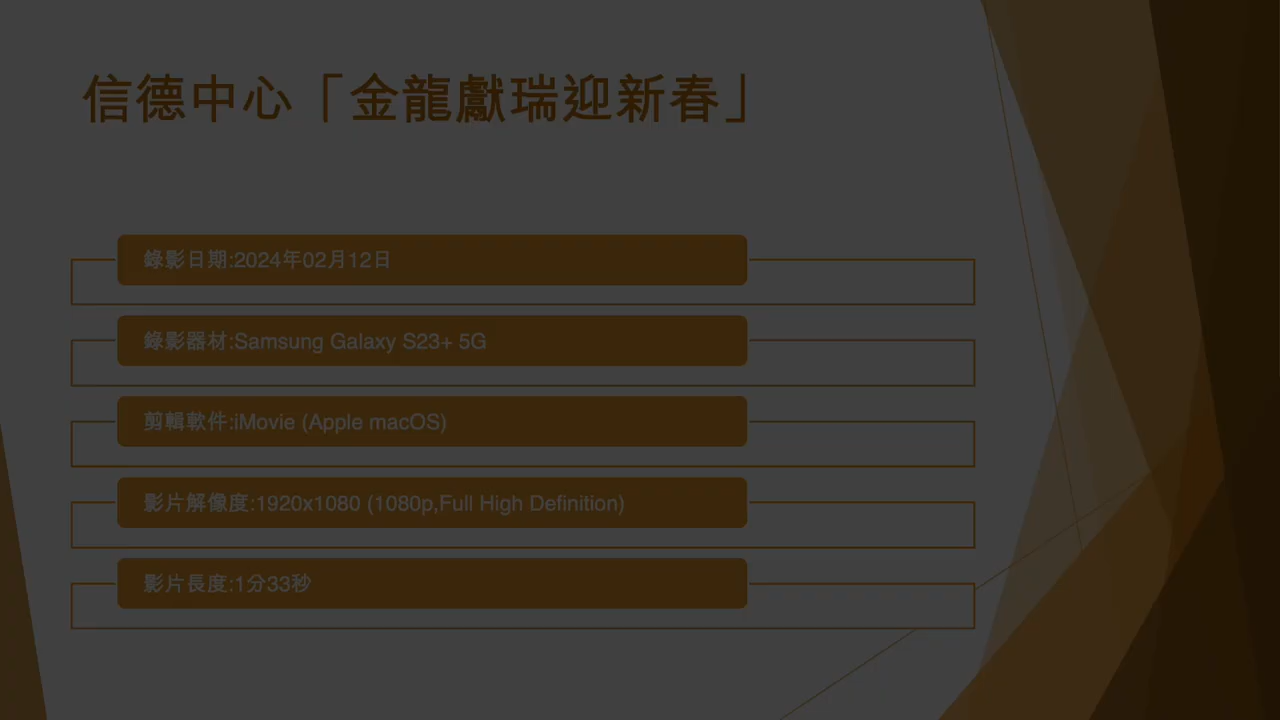 信德中心「金龍獻瑞迎新春」
錄影日期:2024年02月12日
錄影器材:Samsung Galaxy S23+ 5G
剪輯軟件:iMovie (Apple macOS)
影片解像度:1920x1080 (1080p,Full High Definition)
影片長度:1分33秒